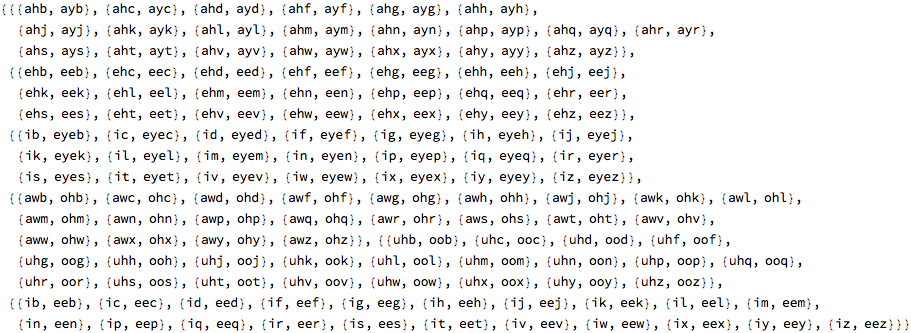 {{{ahb, ayb}, {ahc, ayc}, {ahd, ayd}, {ahf, ayf}, {ahg, ayg}, {ahh, ayh},
{ahj, ayj}, {ahk, ayk}, {ahl, ayl}, {ahm, aym}, {ahn, ayn}, {ahp, ayp}, {ahq, ayq}, {ahr, ayr},
{ahs, ays}, {aht, ayt}, {ahv, ayv}, {ahw, ayw}, {ahx, ayx}, {ahy, ayy}, {ahz, ayz}},
{{ehb, eeb}, {ehc, eec}, {ehd, eed}, {ehf, eef}, {ehg, eeg}, {ehh, eeh}, {ehj, eej},
{ehk, eek}, {ehl, eel}, {ehm, eem}, {ehn, een}, {ehp, eep}, {ehq, eeq}, {ehr, eer},
{ehs, ees}, {eht, eet}, {ehv, eev}, {ehw, eew}, {ehx, eex}, {ehy, eey}, {ehz, eez}},
{{ib, eyeb}, {ic, eyec}, {id, eyed}, {if, eyef}, {ig, eyeg}, {ih, eyeh}, {ij, eyej},
{ik, eyek}, {il, eyel}, {im, eyem}, {in, eyen}, {ip, eyep}, {iq, eyeq}, {ir, eyer},
{is, eyes}, {it, eyet}, {iv, eyev}, {iw, eyew}, {ix, eyex}, {iy, eyey}, {iz, eyez}},
{{awb, ohb}, {awc, ohc}, {awd, ohd}, {awf, ohf}, {awg, ohg}, {awh, ohh}, {awj, ohj}, {awk, ohk}, {awl, ohl},
{awm, ohm}, {awn, ohn}, {awp, ohp}, {awq, ohq}, {awr, ohr}, {aws, ohs}, {awt, oht}, {awv, ohv},
{aww, ohw}, {awx, ohx}, {awy, ohy}, {awz, ohz}}, {{uhb, oob}, {uhc, ooc}, {uhd, ood}, {uhf, oof},
{uhg, oog}, {uhh, ooh}, {uhj, ooj}, {uhk, ook}, {uhl, ool}, {uhm, oom}, {uhn, oon}, {uhp, oop}, {uhq, ooq},
{uhr, oor}, {uhs, oos}, {uht, oot}, {uhv, oov}, {uhw, oow}, {uhx, oox}, {uhy, ooy}, {uhz, ooz}},
{{ib, eeb}, {ic, eec}, {id, eed}, {if, eef}, {ig, eeg}, {ih, eeh}, {ij, eej}, {ik, eek}, {il, eel}, {im, eem},
{in, een}, {ip, eep}, {iq, eeq}, {ir, eer}, {is, ees}, {it, eet}, {iv, eev}, {iw, eew}, {ix, eex}, {iy, eey}, {iz, eez}}}